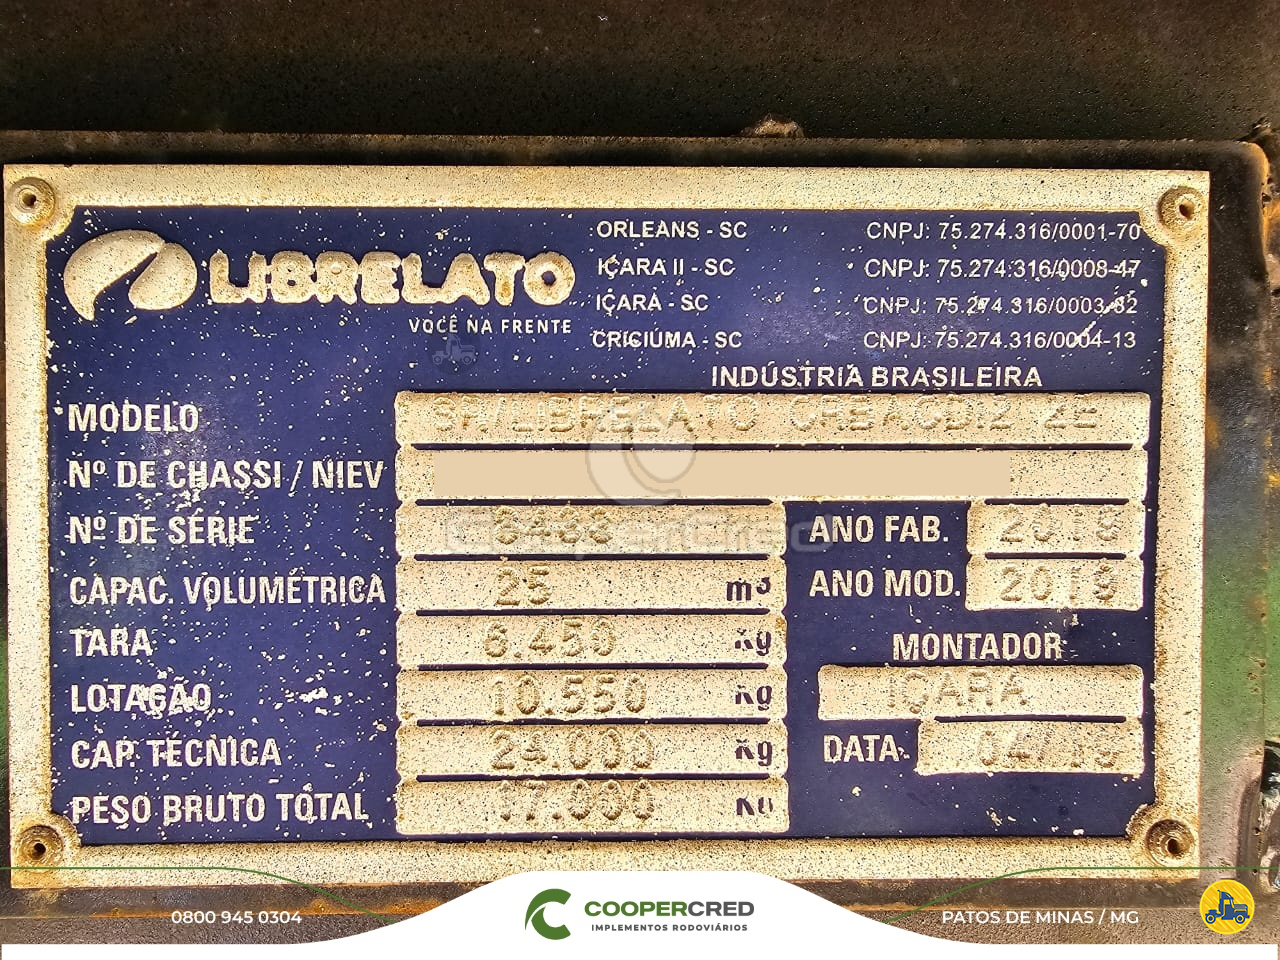 LIBRELATO
VOCÊ NA FRENTE
ORLEANS - SC CNPJ: 75.274.316/0001-70
IÇARA II - SC CNPJ: 75.274.316/0008-47
IÇARA - SC CNPJ: 75.274.316/0003-32
CRICIÚMA - SC CNPJ: 75.274.316/0004-13
INDÚSTRIA BRASILEIRA
MODELO SR/LIBRELATO CRBACDIZ 2E
Nº DE CHASSI / NIEV
Nº DE SÉRIE ANO FAB. 2018
CAPAC. VOLUMÉTRICA 25 m³ ANO MOD. 2019
TARA 6.450 kg MONTADOR
LOTAÇÃO 10.550 kg IÇARA
CAP. TÉCNICA 24.000 kg DATA
PESO BRUTO TOTAL 17.000 kg
CooperCred
0800 945 0304
COOPERCRED
IMPLEMENTOS RODOVIÁRIOS
PATOS DE MINAS / MG